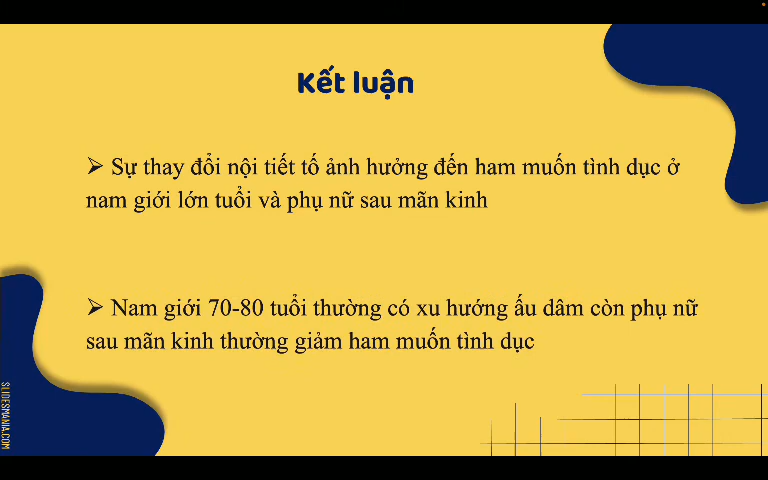 Kết luận
➢ Sự thay đổi nội tiết tố ảnh hưởng đến ham muốn tình dục ở
nam giới lớn tuổi và phụ nữ sau mãn kinh
➢ Nam giới 70-80 tuổi thường có xu hướng ấu dâm còn phụ nữ
sau mãn kinh thường giảm ham muốn tình dục
SLIDESMANIA.COM